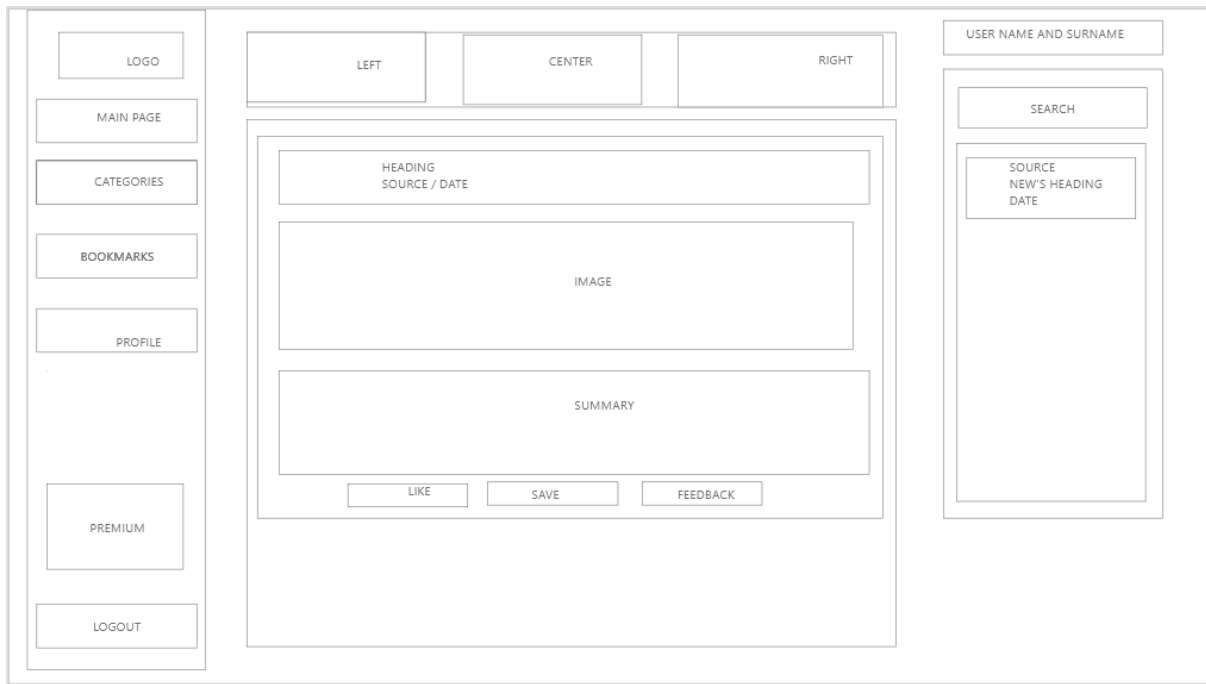 LOGO
MAIN PAGE
CATEGORIES
BOOKMARKS
PROFILE
PREMIUM
LOGOUT
LEFT
CENTER
RIGHT
HEADING
SOURCE / DATE
IMAGE
SUMMARY
LIKE
SAVE
FEEDBACK
USER NAME AND SURNAME
SEARCH
SOURCE
NEW'S HEADING
DATE